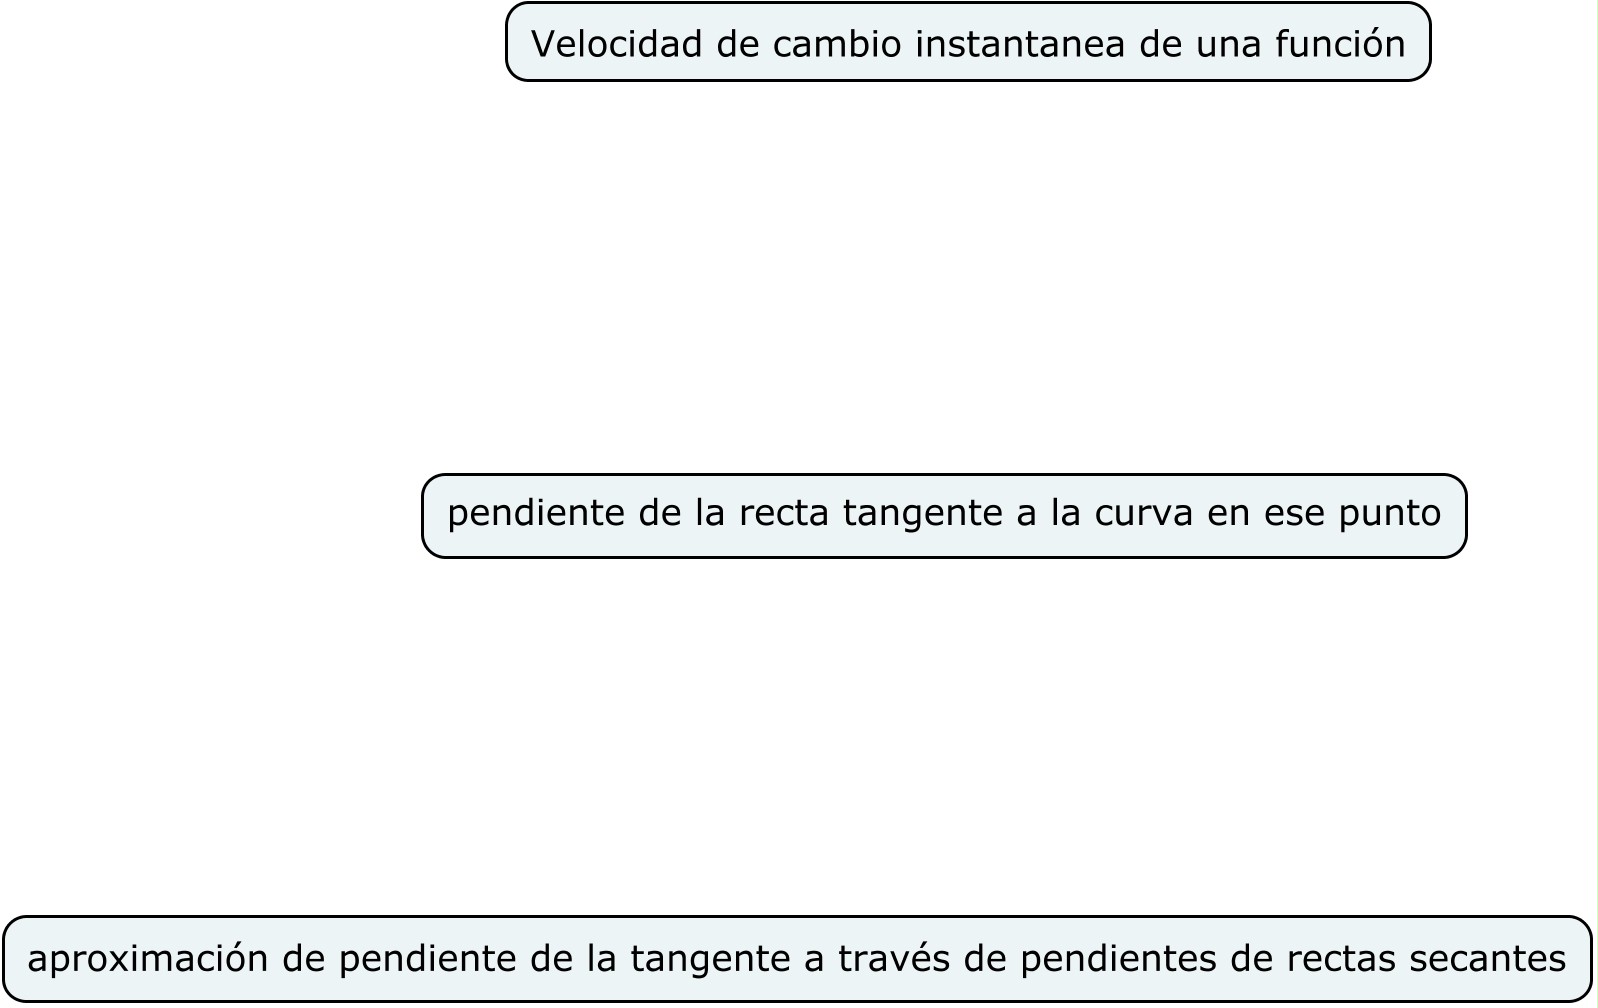 Velocidad de cambio instantanea de una función
pendiente de la recta tangente a la curva en ese punto
aproximación de pendiente de la tangente a través de pendientes de rectas secantes